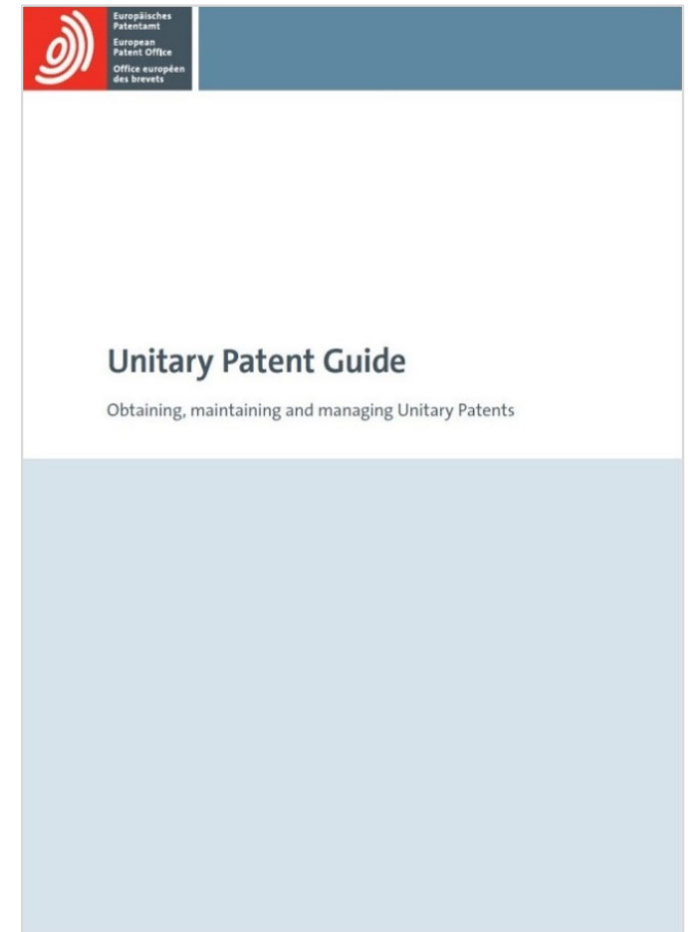 Europäisches
Patentamt
European
Patent Office
Office européen
des brevets
Unitary Patent Guide
Obtaining, maintaining and managing Unitary Patents